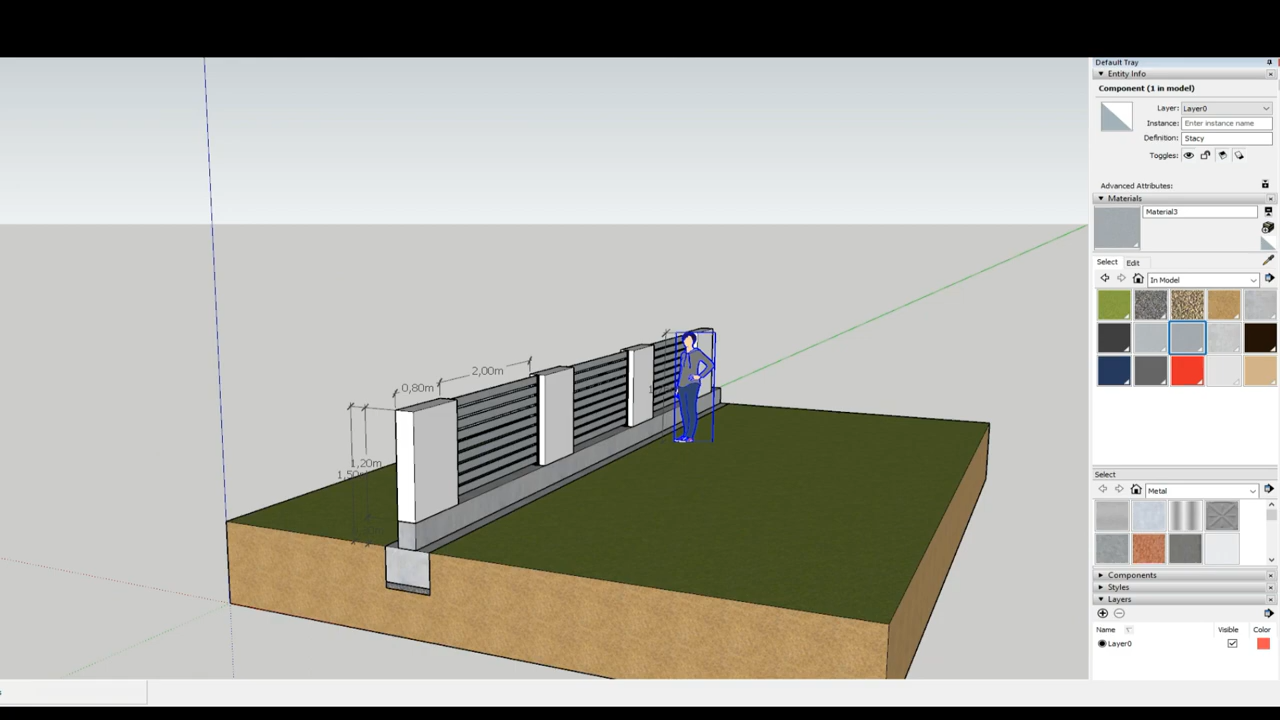 Default Tray
Entity Info
Component (1 in model)
Layer: Layer0
Instance: Enter instance name
Definition: Stacy
Toggles:
Advanced Attributes:
Materials
Material3
Select Edit
In Model
2,00m
0,80m
1,20m
Select
Metal
Components
Styles
Layers
Name Visible Color
Layer0